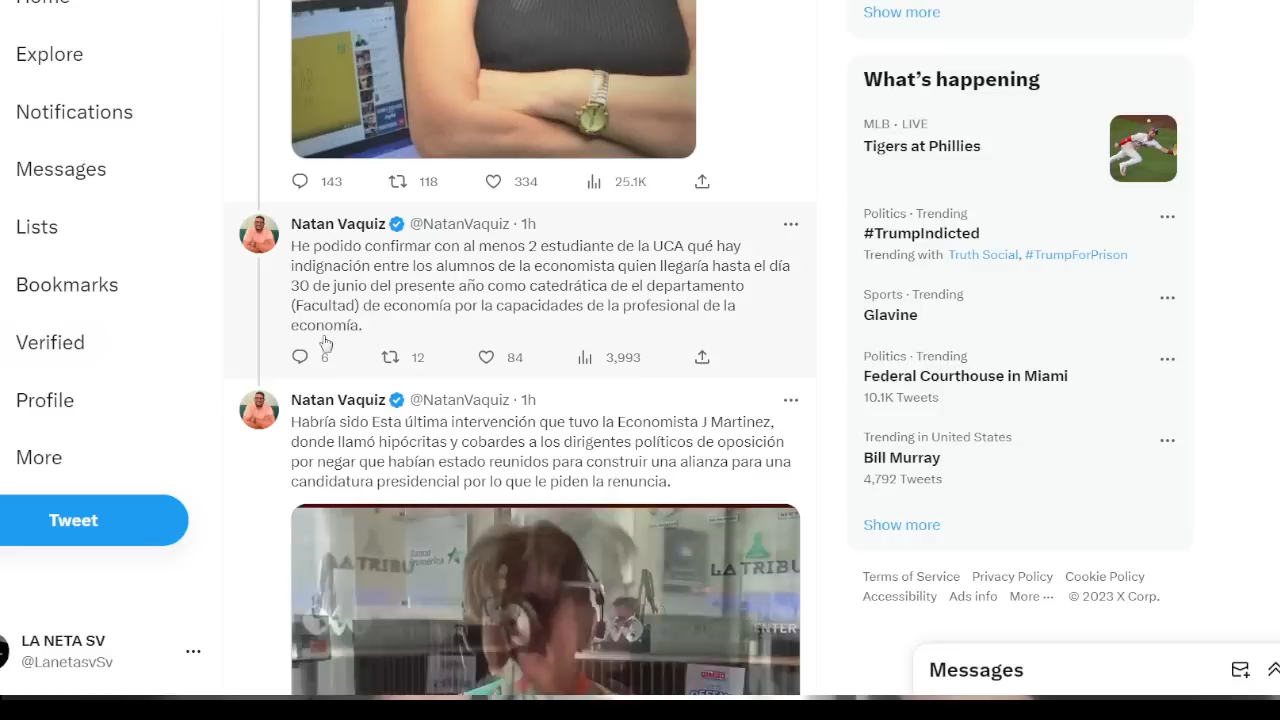 Home
Explore
Notifications
Messages
Lists
Bookmarks
Verified
Profile
More
Tweet
LA NETA SV
@LanetasvSv
143 118 334 25.1K
Natan Vaquiz @NatanVaquiz · 1h
He podido confirmar con al menos 2 estudiante de la UCA qué hay
indignación entre los alumnos de la economista quien llegaría hasta el día
30 de junio del presente año como catedrática de el departamento
(Facultad) de economía por la capacidades de la profesional de la
economía.
6 12 84 3,993
Natan Vaquiz @NatanVaquiz · 1h
Habría sido Esta última intervención que tuvo la Economista J Martinez,
donde llamó hipócritas y cobardes a los dirigentes políticos de oposición
por negar que habían estado reunidos para construir una alianza para una
candidatura presidencial por lo que le piden la renuncia.
LA TRIBU
LA TRIBU
ENTER
Show more
What's happening
MLB · LIVE
Tigers at Phillies
Politics · Trending
#TrumpIndicted
Trending with Truth Social, #TrumpForPrison
Sports · Trending
Glavine
Politics · Trending
Federal Courthouse in Miami
10.1K Tweets
Trending in United States
Bill Murray
4,792 Tweets
Show more
Terms of Service Privacy Policy Cookie Policy
Accessibility Ads info More ··· © 2023 X Corp.
Messages